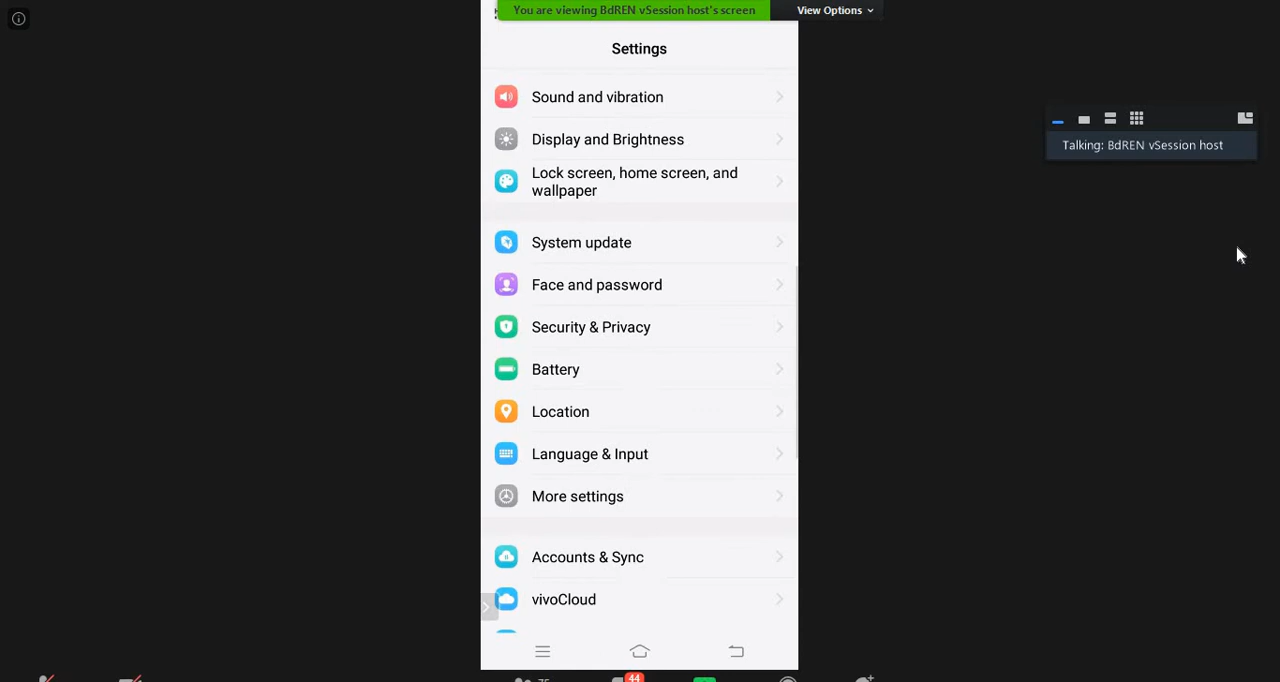 You are viewing BdREN vSession host's screen
View Options
Settings
Sound and vibration
Display and Brightness
Lock screen, home screen, and
wallpaper
System update
Face and password
Security & Privacy
Battery
Location
Language & Input
More settings
Accounts & Sync
vivoCloud
Talking: BdREN vSession host
44